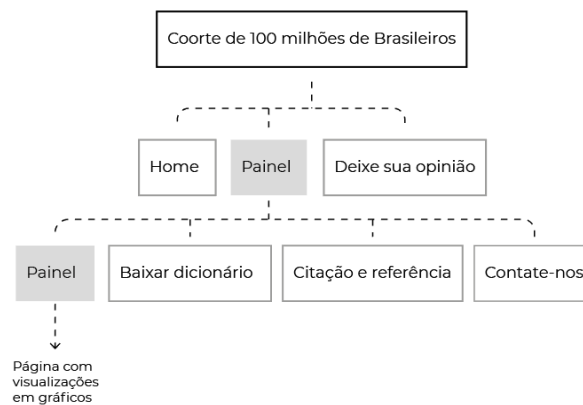 Coorte de 100 milhões de Brasileiros
Home
Painel
Deixe sua opinião
Painel
Baixar dicionário
Citação e referência
Contate-nos
Página com
visualizações
em gráficos